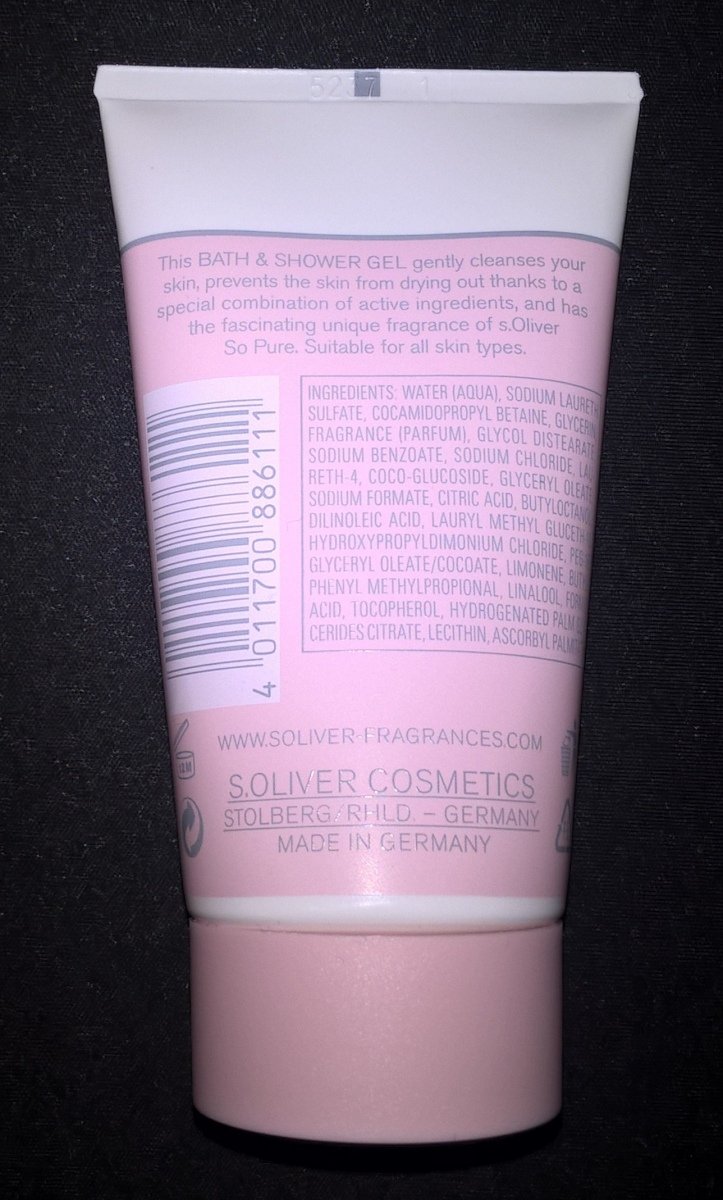 5237 1
This BATH & SHOWER GEL gently cleanses your
skin, prevents the skin from drying out thanks to a
special combination of active ingredients, and has
the fascinating unique fragrance of s.Oliver
So Pure. Suitable for all skin types.
INGREDIENTS: WATER (AQUA), SODIUM LAURETH
SULFATE, COCAMIDOPROPYL BETAINE, GLYCERIN
FRAGRANCE (PARFUM), GLYCOL DISTEARATE
SODIUM BENZOATE, SODIUM CHLORIDE,
RETH-4, COCO-GLUCOSIDE, GLYCERYL
SODIUM FORMATE, CITRIC ACID,
DILINOLEIC ACID, LAURYL METHYL
HYDROXYPROPYLDIMONIUM CHLORIDE,
GLYCERYL OLEATE/COCOATE, LIMONENE,
PHENYL METHYLPROPIONAL, LINALOOL,
ACID, TOCOPHEROL, HYDROGENATED PALM
CERIDES CITRATE, LECITHIN, ASCORBYL
4 011700 886111
WWW.SOLIVER-FRAGRANCES.COM
12M
S.OLIVER COSMETICS
STOLBERG/RHLD. – GERMANY
MADE IN GERMANY